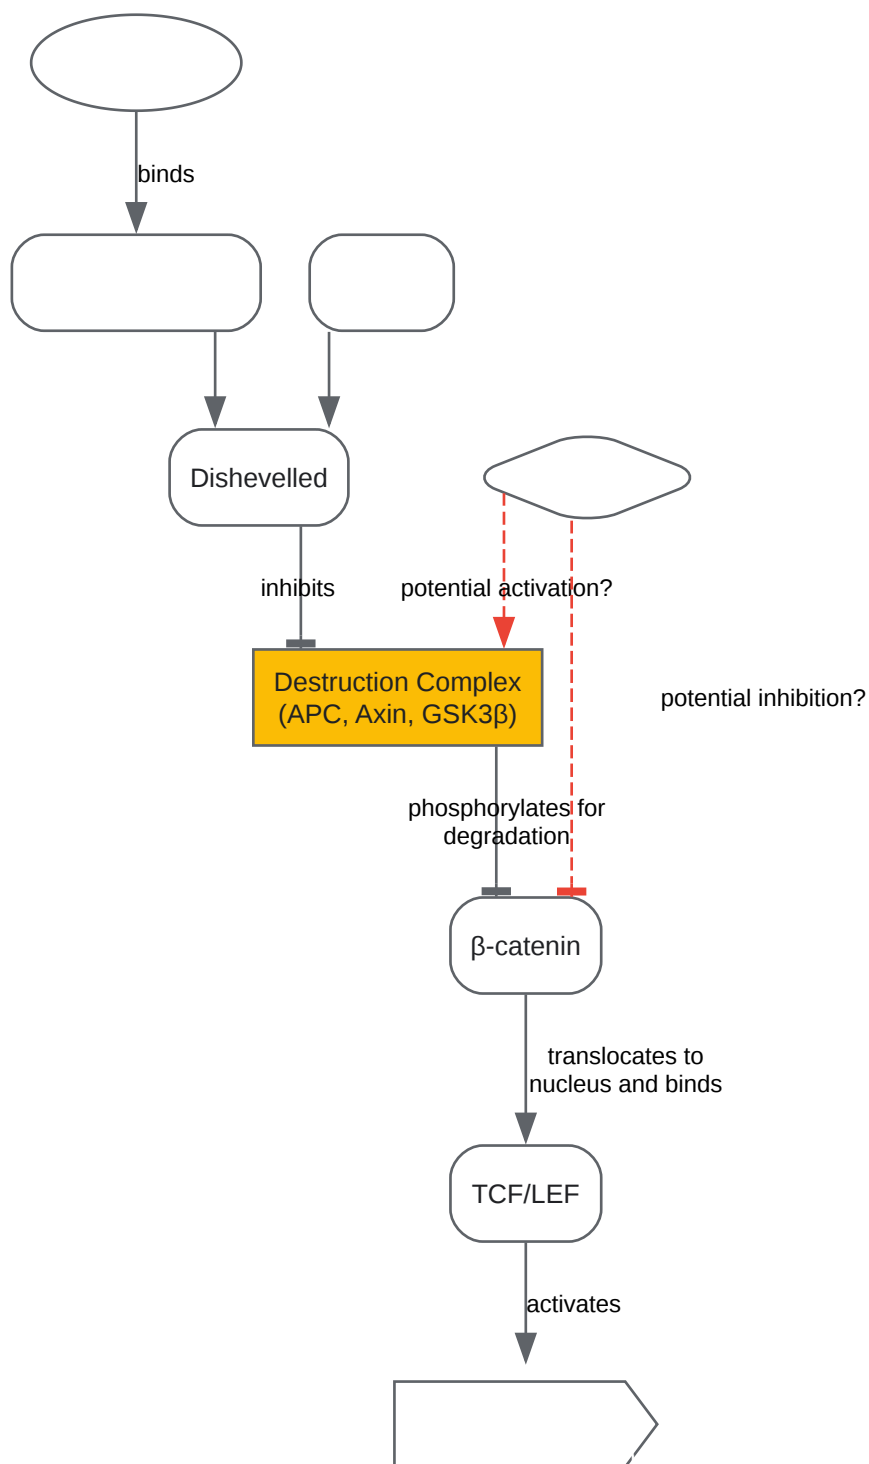 binds
Dishevelled
inhibits
potential activation?
Destruction Complex
(APC, Axin, GSK3β)
potential inhibition?
phosphorylates for
degradation
β-catenin
translocates to
nucleus and binds
TCF/LEF
activates